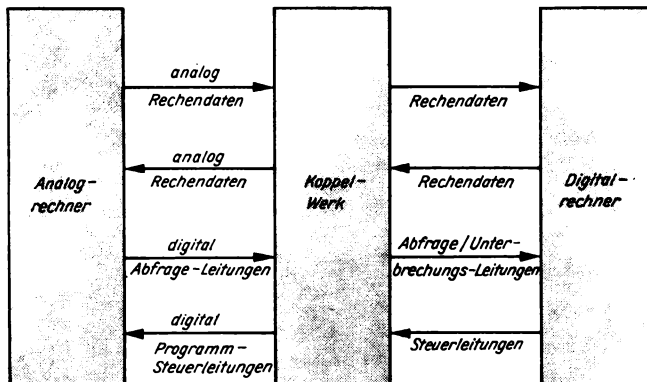 analog
Rechendaten
Rechendaten
analog
Rechendaten
Rechendaten
Analog-
rechner
Koppel-
Werk
Digital-
rechner
digital
Abfrage-Leitungen
Abfrage/Unter-
brechungs-Leitungen
digital
Programm-
Steuerleitungen
Steuerleitungen